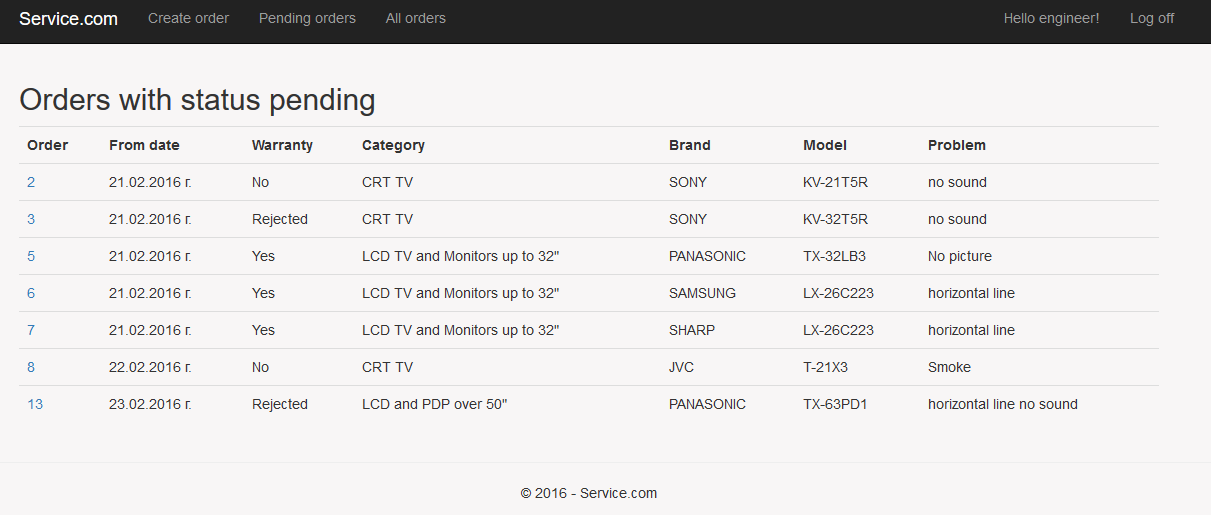 Service.com Create order Pending orders All orders Hello engineer! Log off
Orders with status pending
Order From date Warranty Category Brand Model Problem
2 21.02.2016 г. No CRT TV SONY KV-21T5R no sound
3 21.02.2016 г. Rejected CRT TV SONY KV-32T5R no sound
5 21.02.2016 г. Yes LCD TV and Monitors up to 32" PANASONIC TX-32LB3 No picture
6 21.02.2016 г. Yes LCD TV and Monitors up to 32" SAMSUNG LX-26C223 horizontal line
7 21.02.2016 г. Yes LCD TV and Monitors up to 32" SHARP LX-26C223 horizontal line
8 22.02.2016 г. No CRT TV JVC T-21X3 Smoke
13 23.02.2016 г. Rejected LCD and PDP over 50" PANASONIC TX-63PD1 horizontal line no sound
© 2016 - Service.com